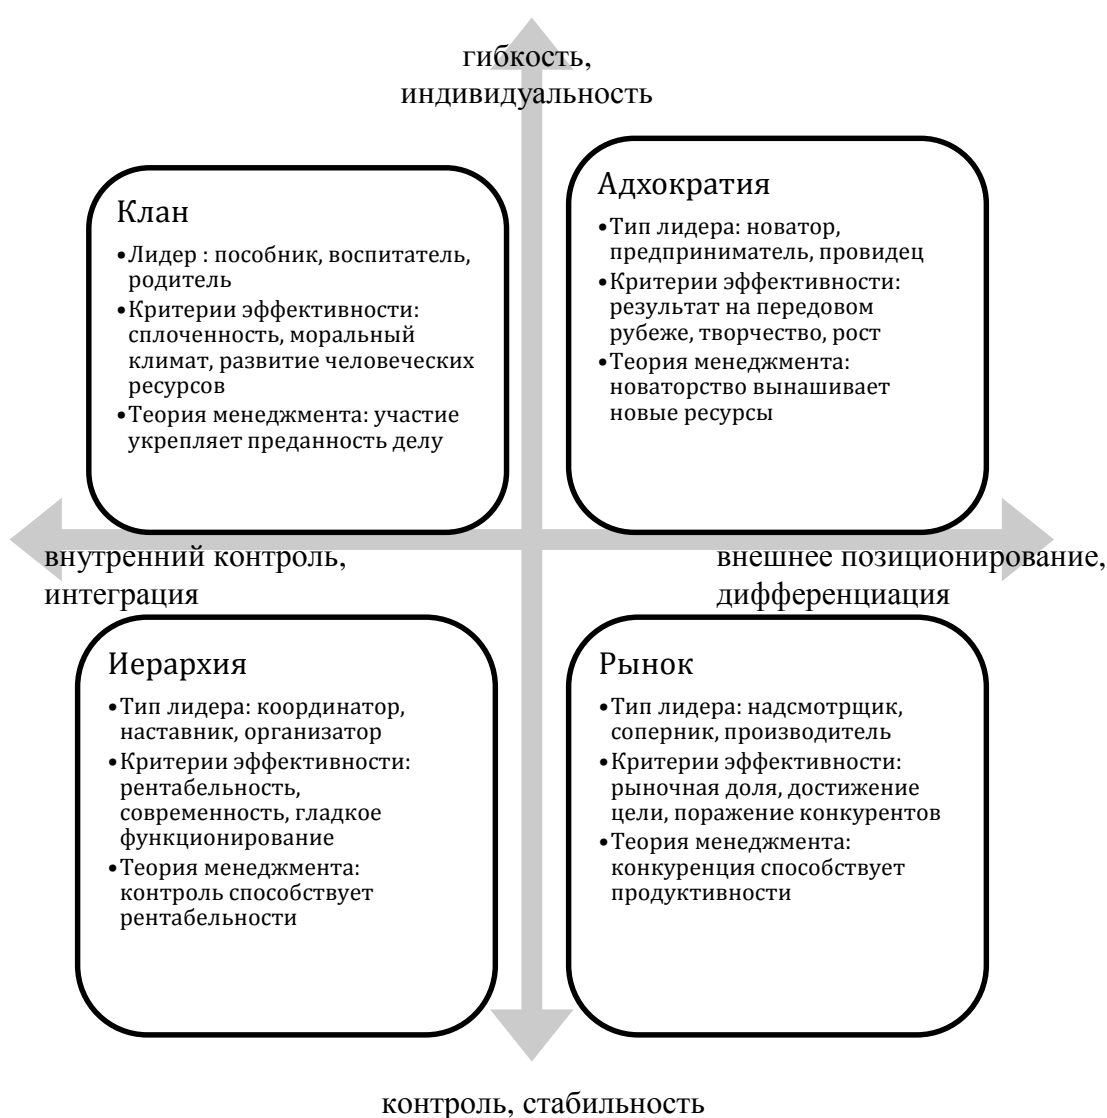 гибкость,
индивидуальность
Клан
•Лидер : пособник, воспитатель,
родитель
•Критерии эффективности:
сплоченность, моральный
климат, развитие человеческих
ресурсов
•Теория менеджмента: участие
укрепляет преданность делу
Адхократия
•Тип лидера: новатор,
предприниматель, провидец
•Критерии эффективности:
результат на передовом
рубеже, творчество, рост
•Теория менеджмента:
новаторство вынашивает
новые ресурсы
внутренний контроль,
интеграция
внешнее позиционирование,
дифференциация
Иерархия
•Тип лидера: координатор,
наставник, организатор
•Критерии эффективности:
рентабельность,
современность, гладкое
функционирование
•Теория менеджмента:
контроль способствует
рентабельности
Рынок
•Тип лидера: надсмотрщик,
соперник, производитель
•Критерии эффективности:
рыночная доля, достижение
цели, поражение конкурентов
•Теория менеджмента:
конкуренция способствует
продуктивности
контроль, стабильность